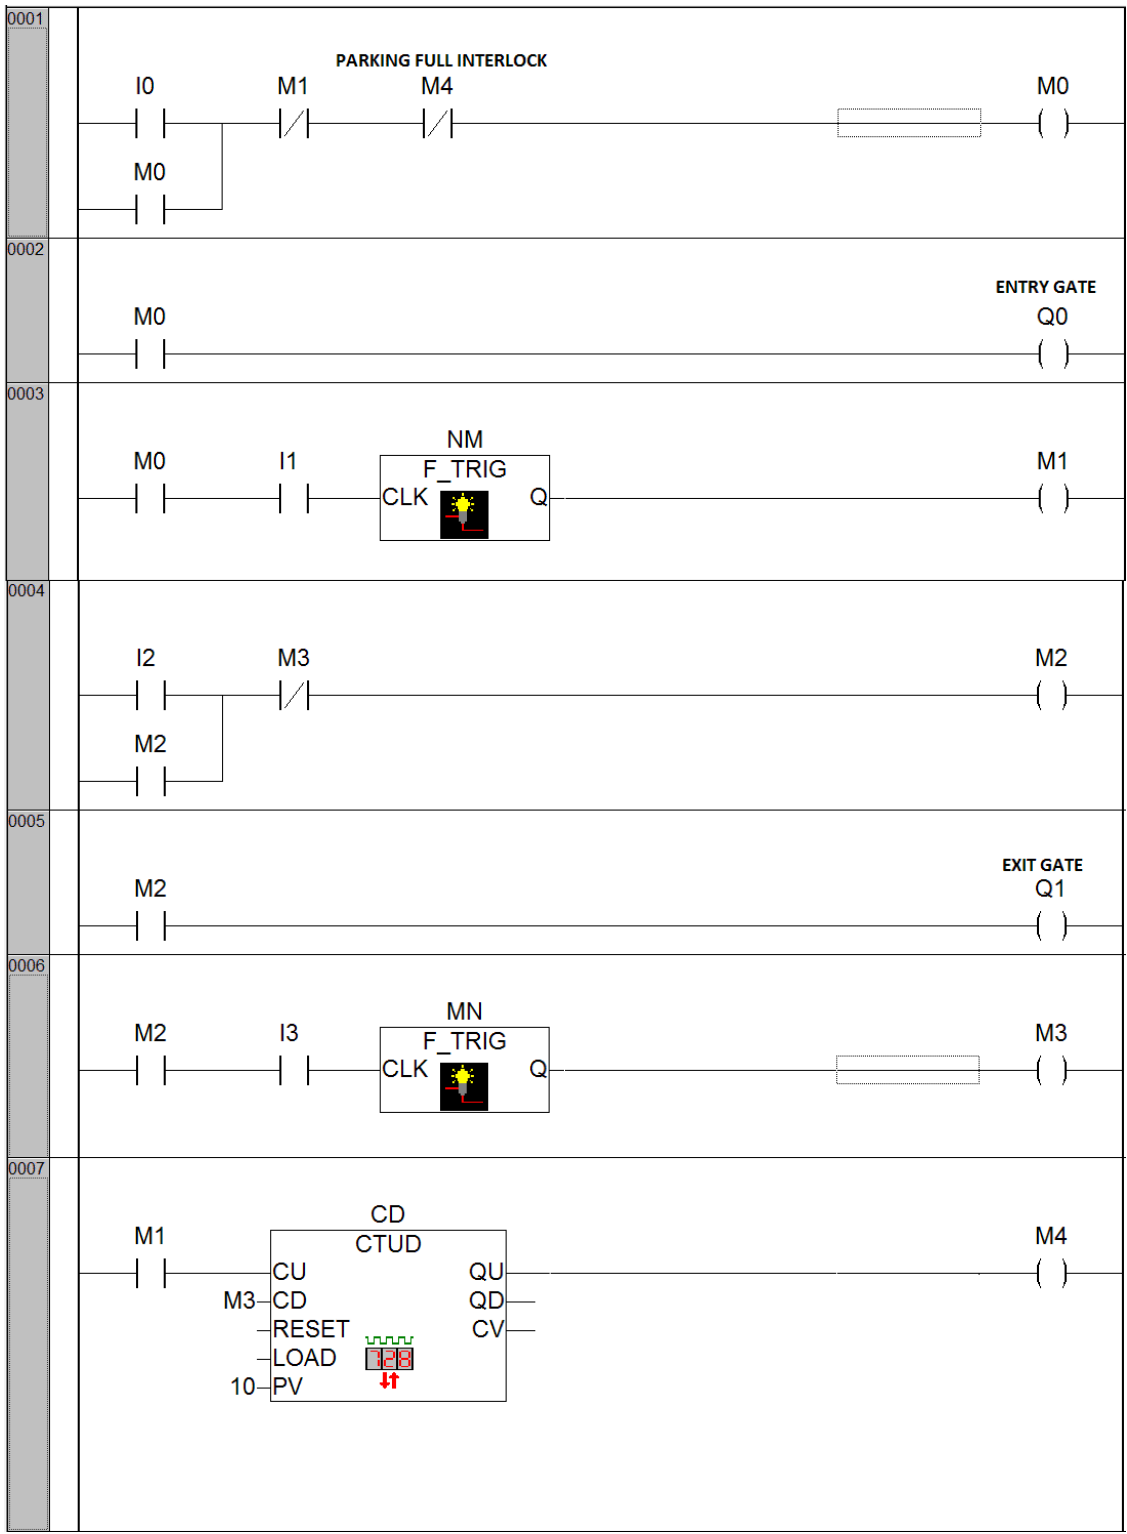 0001
PARKING FULL INTERLOCK
I0 M1 M4 M0
M0
0002
ENTRY GATE
M0 Q0
0003
NM
M0 I1 F_TRIG M1
CLK Q
0004
I2 M3 M2
M2
0005
EXIT GATE
M2 Q1
0006
MN
M2 I3 F_TRIG M3
CLK Q
0007
CD
M1 CTUD M4
CU QU
M3 CD QD
RESET CV
LOAD 728
10 PV